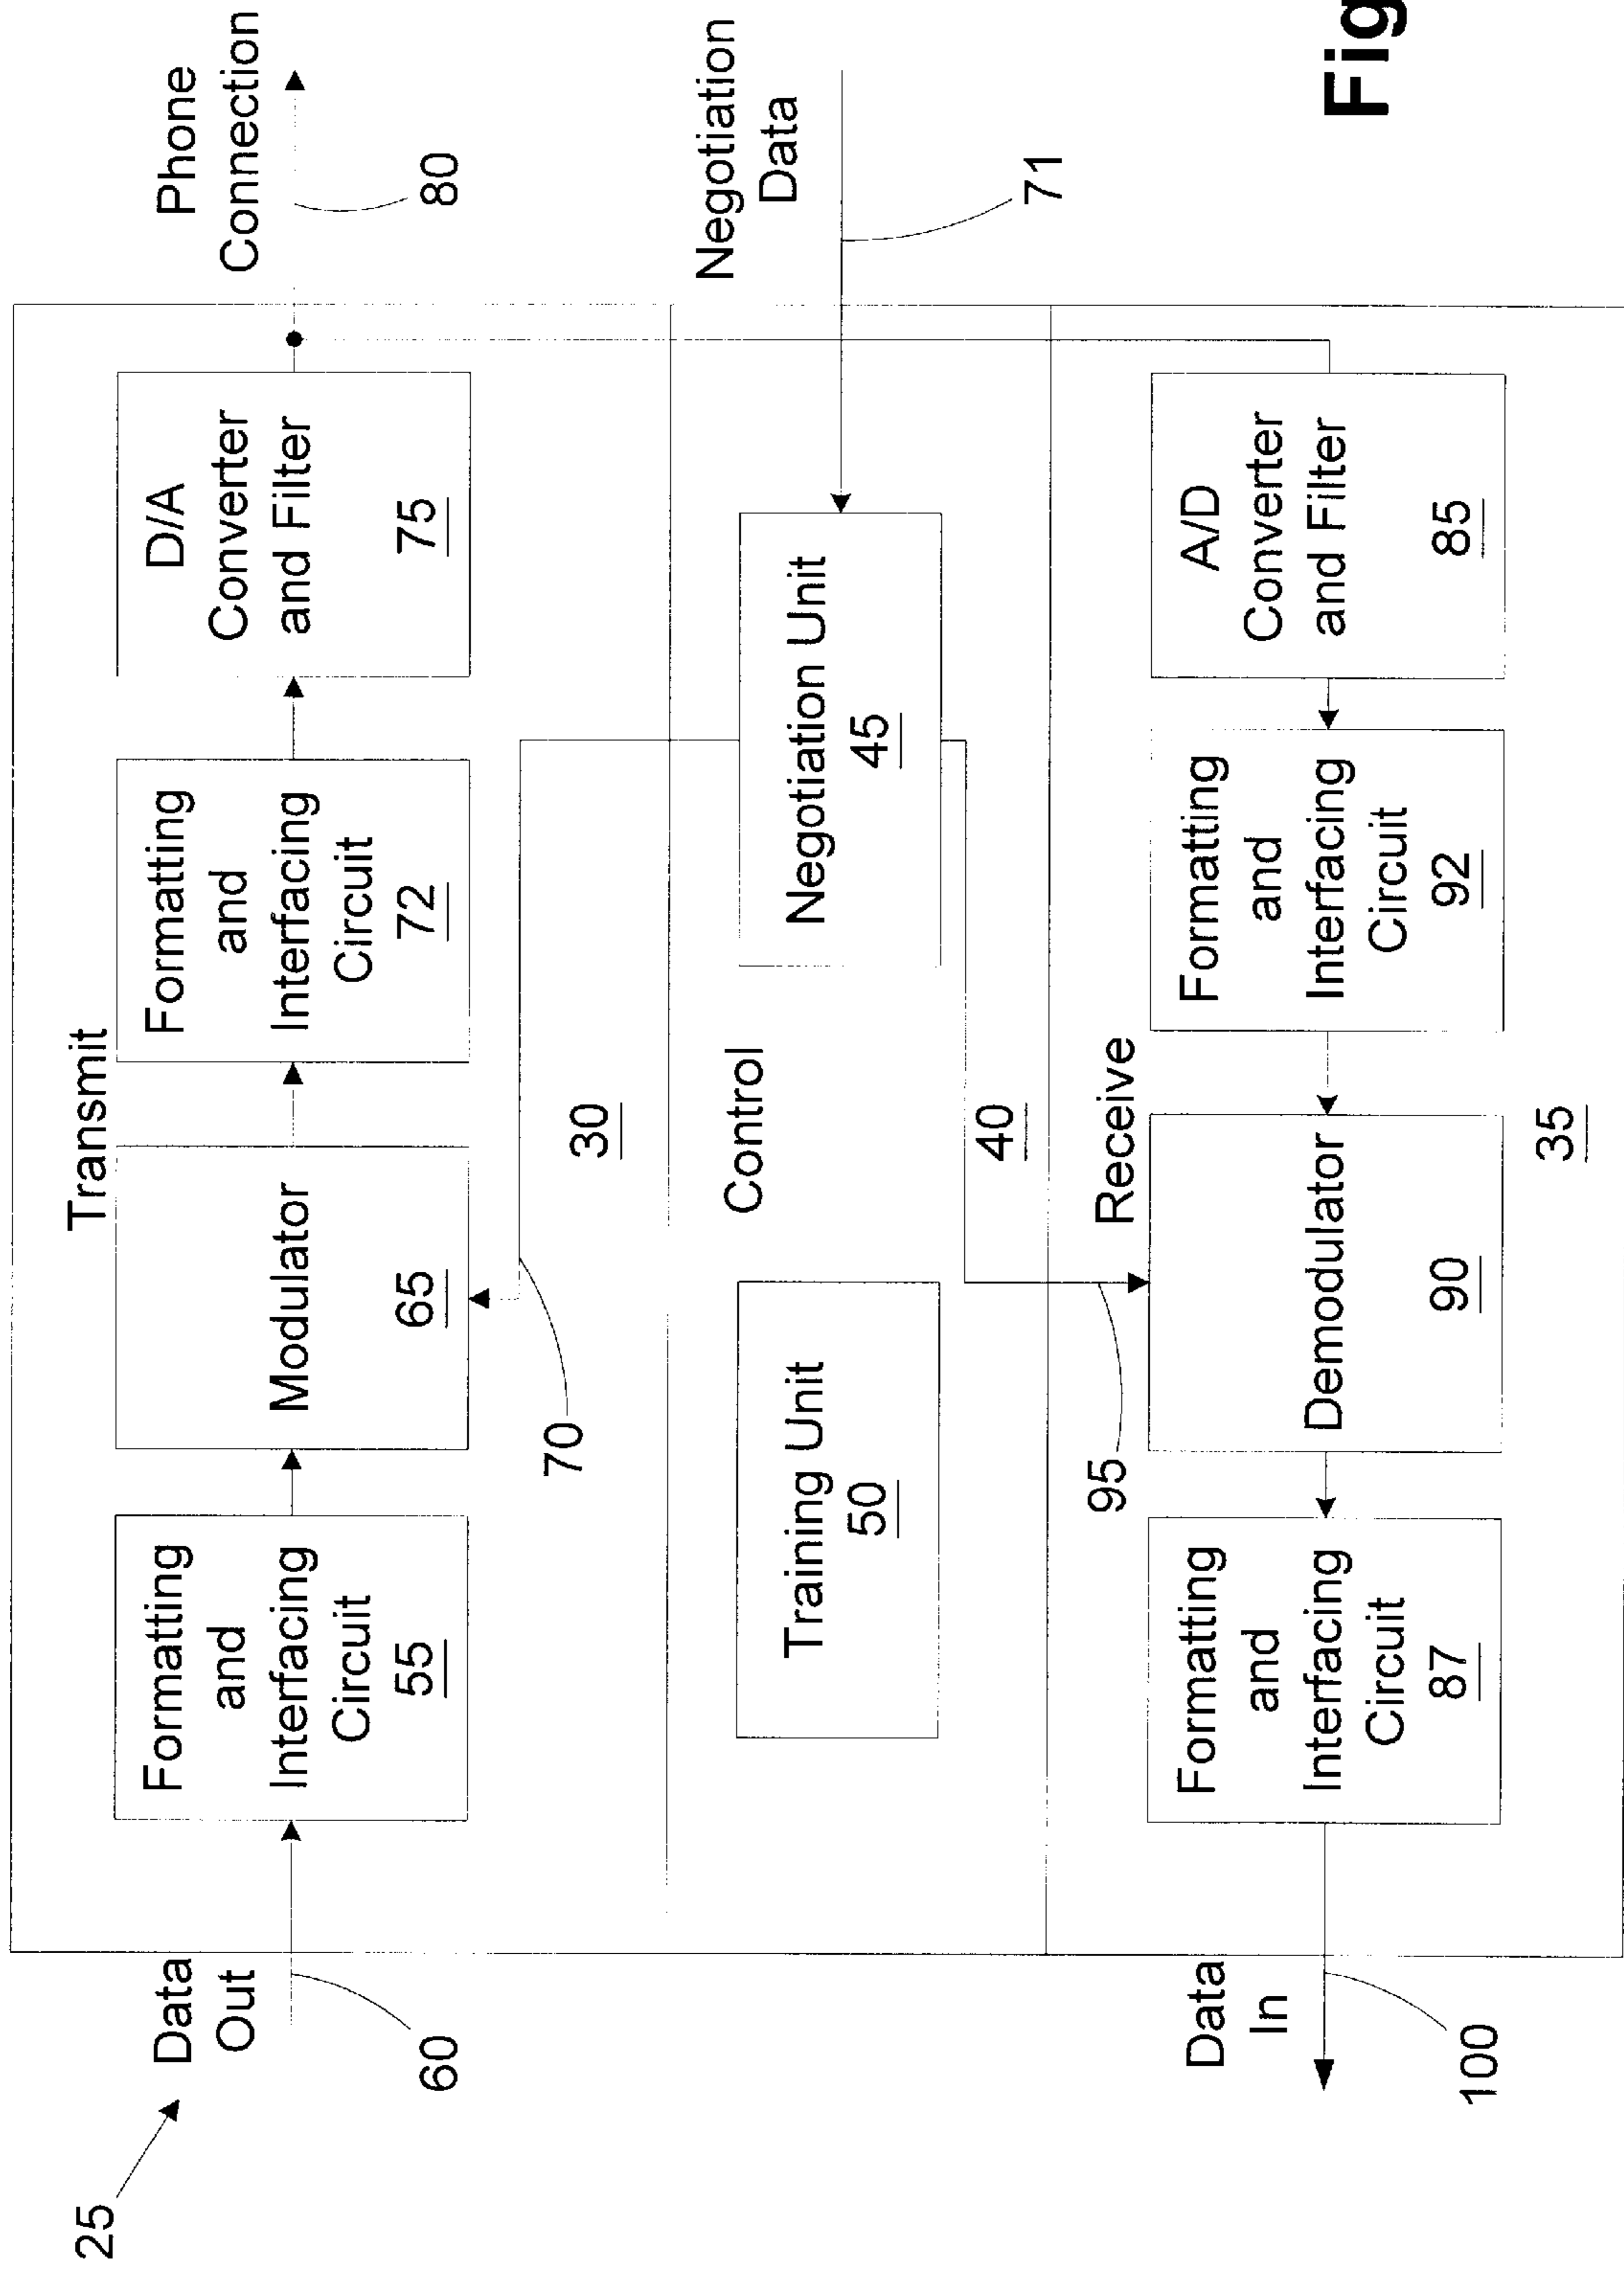 25
Data
Out
60
Transmit
Formatting
and
Interfacing
Circuit
55
Modulator
65
Formatting
and
Interfacing
Circuit
72
D/A
Converter
and Filter
75
Phone
Connection
80
70
30
Training Unit
50
Control
40
Negotiation Unit
45
Negotiation
Data
71
95
Receive
Data
In
100
Formatting
and
Interfacing
Circuit
87
Demodulator
90
Formatting
and
Interfacing
Circuit
92
A/D
Converter
and Filter
85
35
Fig